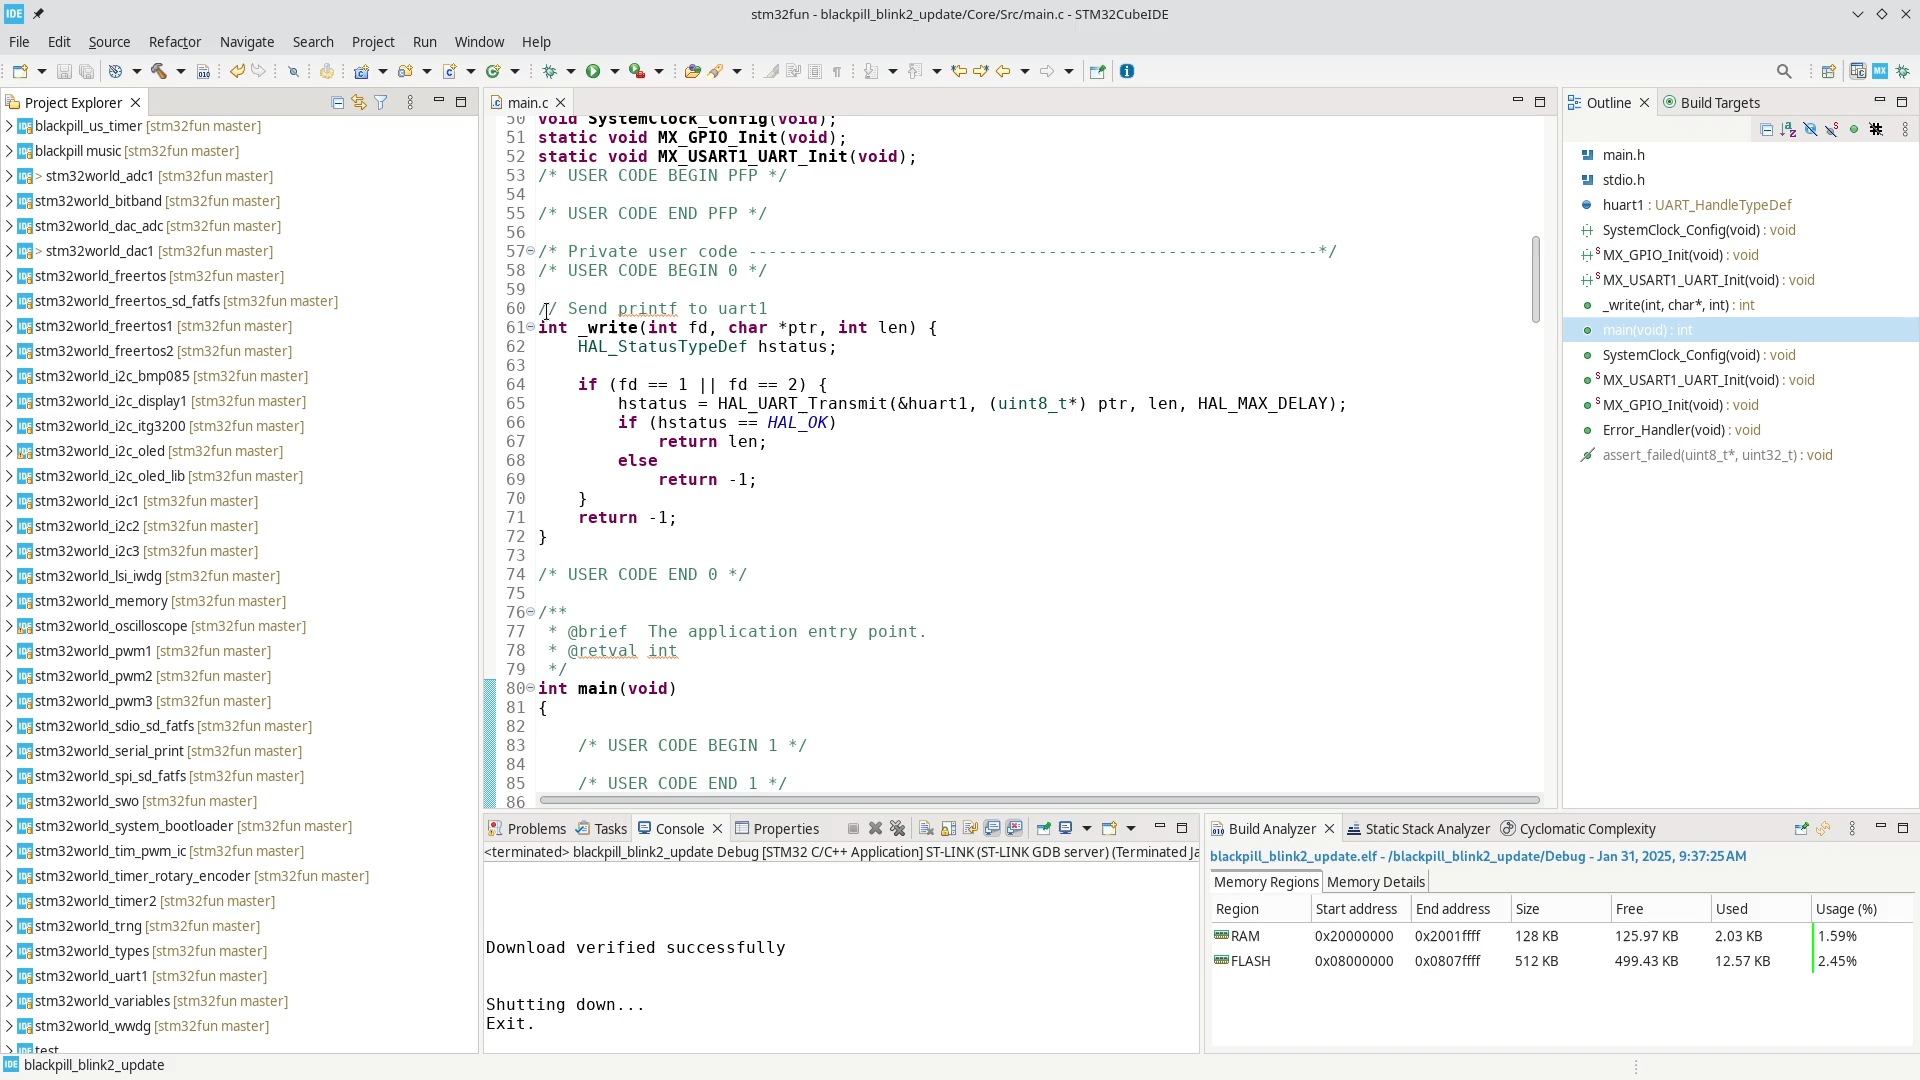 IDE
stm32fun - blackpill_blink2_update/Core/Src/main.c - STM32CubeIDE
File Edit Source Refactor Navigate Search Project Run Window Help
010
MX
Project Explorer
blackpill_us_timer [stm32fun master]
blackpill music [stm32fun master]
> stm32world_adc1 [stm32fun master]
stm32world_bitband [stm32fun master]
stm32world_dac_adc [stm32fun master]
> stm32world_dac1 [stm32fun master]
stm32world_freertos [stm32fun master]
stm32world_freertos_sd_fatfs [stm32fun master]
stm32world_freertos1 [stm32fun master]
stm32world_freertos2 [stm32fun master]
stm32world_i2c_bmp085 [stm32fun master]
stm32world_i2c_display1 [stm32fun master]
stm32world_i2c_itg3200 [stm32fun master]
stm32world_i2c_oled [stm32fun master]
stm32world_i2c_oled_lib [stm32fun master]
stm32world_i2c1 [stm32fun master]
stm32world_i2c2 [stm32fun master]
stm32world_i2c3 [stm32fun master]
stm32world_lsi_iwdg [stm32fun master]
stm32world_memory [stm32fun master]
stm32world_oscilloscope [stm32fun master]
stm32world_pwm1 [stm32fun master]
stm32world_pwm2 [stm32fun master]
stm32world_pwm3 [stm32fun master]
stm32world_sdio_sd_fatfs [stm32fun master]
stm32world_serial_print [stm32fun master]
stm32world_spi_sd_fatfs [stm32fun master]
stm32world_swo [stm32fun master]
stm32world_system_bootloader [stm32fun master]
stm32world_tim_pwm_ic [stm32fun master]
stm32world_timer_rotary_encoder [stm32fun master]
stm32world_timer2 [stm32fun master]
stm32world_trng [stm32fun master]
stm32world_types [stm32fun master]
stm32world_uart1 [stm32fun master]
stm32world_variables [stm32fun master]
stm32world_wwdg [stm32fun master]
test
main.c
50 void SystemClock_Config(void);
51 static void MX_GPIO_Init(void);
52 static void MX_USART1_UART_Init(void);
53 /* USER CODE BEGIN PFP */
54
55 /* USER CODE END PFP */
56
57 /* Private user code ---------------------------------------------------------*/
58 /* USER CODE BEGIN 0 */
59
60 // Send printf to uart1
61 int _write(int fd, char *ptr, int len) {
62     HAL_StatusTypeDef hstatus;
63
64     if (fd == 1 || fd == 2) {
65         hstatus = HAL_UART_Transmit(&huart1, (uint8_t*) ptr, len, HAL_MAX_DELAY);
66         if (hstatus == HAL_OK)
67             return len;
68         else
69             return -1;
70     }
71     return -1;
72 }
73
74 /* USER CODE END 0 */
75
76 /**
77  * @brief  The application entry point.
78  * @retval int
79  */
80 int main(void)
81 {
82
83     /* USER CODE BEGIN 1 */
84
85     /* USER CODE END 1 */
86
Outline Build Targets
main.h
stdio.h
huart1 : UART_HandleTypeDef
SystemClock_Config(void) : void
MX_GPIO_Init(void) : void
MX_USART1_UART_Init(void) : void
_write(int, char*, int) : int
main(void) : int
SystemClock_Config(void) : void
MX_USART1_UART_Init(void) : void
MX_GPIO_Init(void) : void
Error_Handler(void) : void
assert_failed(uint8_t*, uint32_t) : void
Problems Tasks Console Properties
<terminated> blackpill_blink2_update Debug [STM32 C/C++ Application] ST-LINK (ST-LINK GDB server) (Terminated Ja
Download verified successfully
Shutting down...
Exit.
Build Analyzer Static Stack Analyzer Cyclomatic Complexity
blackpill_blink2_update.elf - /blackpill_blink2_update/Debug - Jan 31, 2025, 9:37:25 AM
Memory Regions Memory Details
Region Start address End address Size Free Used Usage (%)
RAM 0x20000000 0x2001ffff 128 KB 125.97 KB 2.03 KB 1.59%
FLASH 0x08000000 0x0807ffff 512 KB 499.43 KB 12.57 KB 2.45%
IDE blackpill_blink2_update